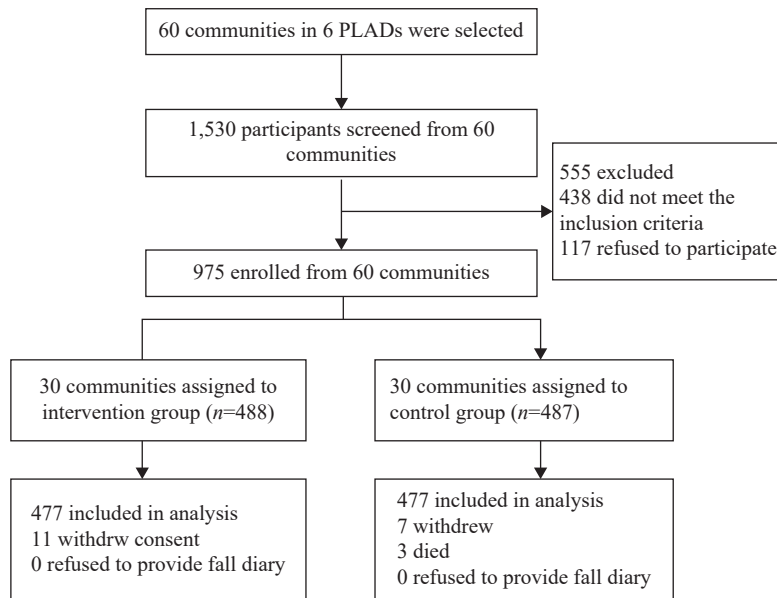 60 communities in 6 PLADs were selected
1,530 participants screened from 60
communities
555 excluded
438 did not meet the
inclusion criteria
117 refused to participate
975 enrolled from 60 communities
30 communities assigned to
intervention group (n=488)
30 communities assigned to
control group (n=487)
477 included in analysis
11 withdrw consent
0 refused to provide fall diary
477 included in analysis
7 withdrew
3 died
0 refused to provide fall diary